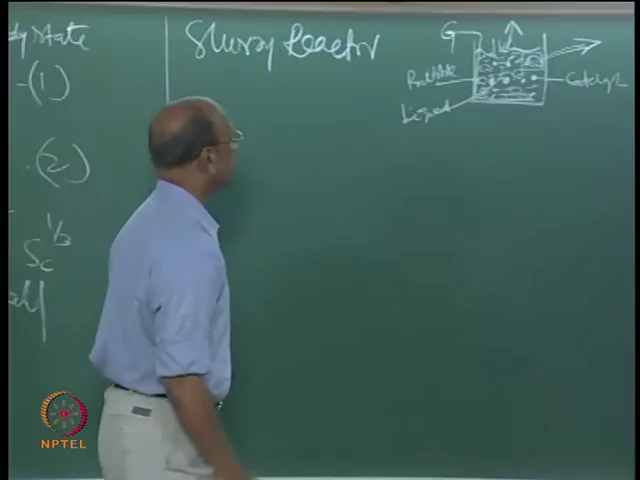 dy state
-(1)
-(2)
Sc 1/3
Slurry Reactor
G
Bubble
Liquid
Catalyst
NPTEL